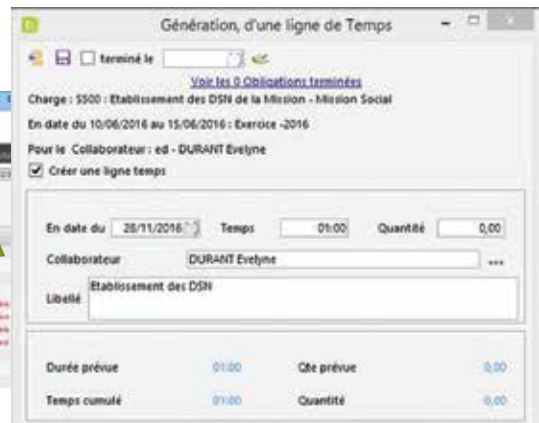 Génération, d'une ligne de Temps
terminé le
Voir les 0 Obligations terminées
Charge : S500 : Etablissement des DSN de la Mission - Mission Social
En date du 10/06/2016 au 15/06/2016 : Exercice -2016
Pour le Collaborateur : ed - DURANT Evelyne
Créer une ligne temps
En date du 28/11/2016 Temps 01:00 Quantité 0,00
Collaborateur DURANT Evelyne ...
Libellé Etablissement des DSN
Durée prévue 01:00 Qte prévue 0,00
Temps cumulé 01:00 Quantité 0,00